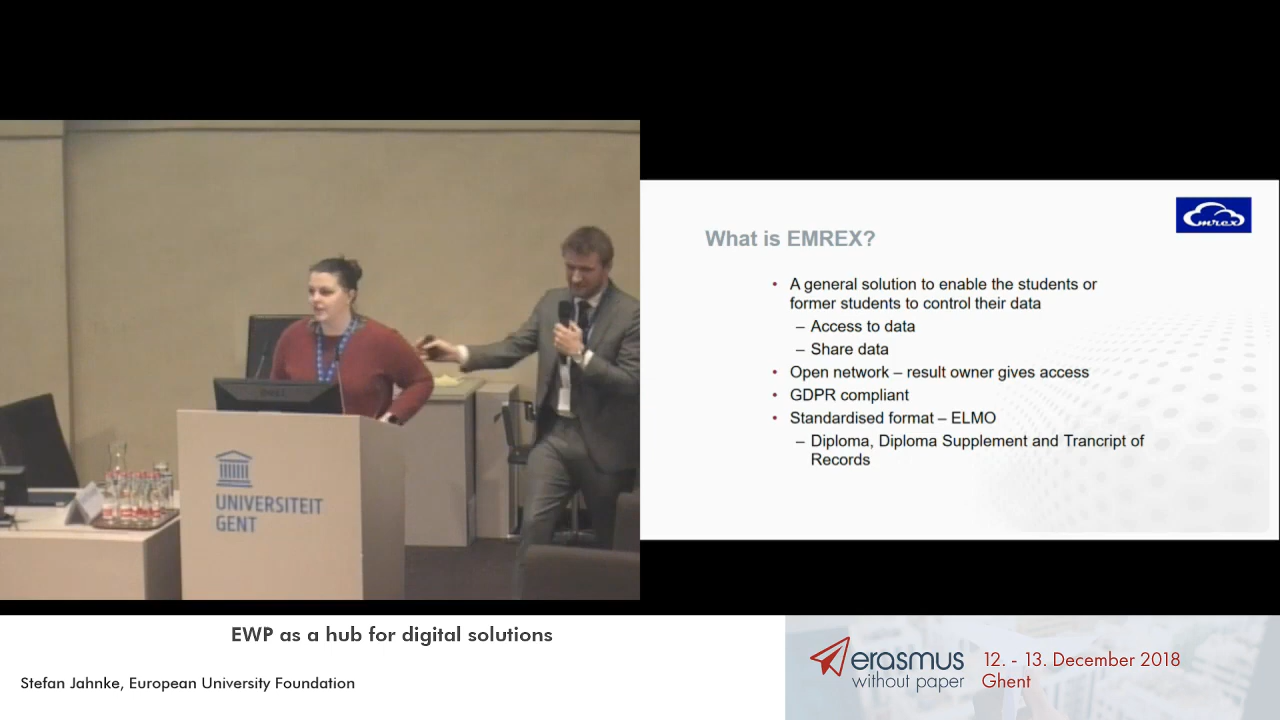 UNIVERSITEIT
GENT
What is EMREX?
emrex
• A general solution to enable the students or
former students to control their data
– Access to data
– Share data
• Open network – result owner gives access
• GDPR compliant
• Standardised format – ELMO
– Diploma, Diploma Supplement and Trancript of
Records
EWP as a hub for digital solutions
Stefan Jahnke, European University Foundation
erasmus
without paper
12. - 13. December 2018
Ghent